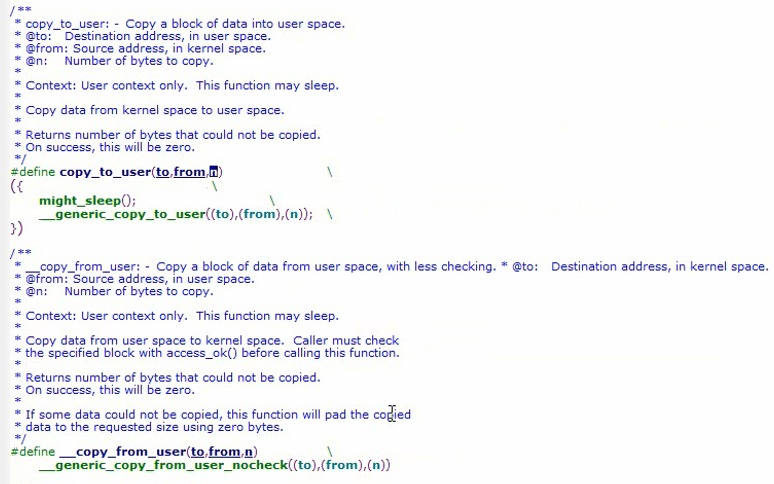 /**
 * copy_to_user: - Copy a block of data into user space.
 * @to:   Destination address, in user space.
 * @from: Source address, in kernel space.
 * @n:    Number of bytes to copy.
 *
 * Context: User context only.  This function may sleep.
 *
 * Copy data from kernel space to user space.
 *
 * Returns number of bytes that could not be copied.
 * On success, this will be zero.
 */
#define copy_to_user(to,from,n) \
({ \
    might_sleep(); \
    __generic_copy_to_user((to),(from),(n)); \
})
/**
 * __copy_from_user: - Copy a block of data from user space, with less checking. * @to:   Destination address, in kernel space.
 * @from: Source address, in user space.
 * @n:    Number of bytes to copy.
 *
 * Context: User context only.  This function may sleep.
 *
 * Copy data from user space to kernel space.  Caller must check
 * the specified block with access_ok() before calling this function.
 *
 * Returns number of bytes that could not be copied.
 * On success, this will be zero.
 *
 * If some data could not be copied, this function will pad the copied
 * data to the requested size using zero bytes.
 */
#define __copy_from_user(to,from,n) \
    __generic_copy_from_user_nocheck((to),(from),(n))